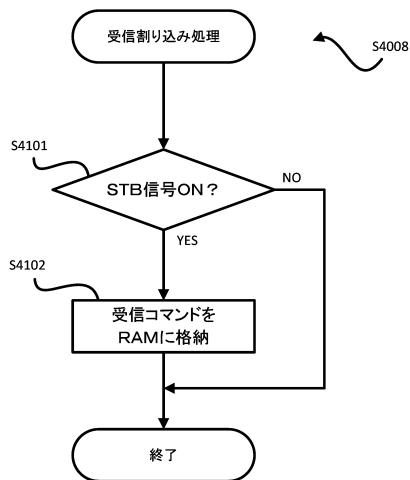 受信割り込み処理
S4008
S4101
STB信号ON？
NO
YES
S4102
受信コマンドを
RAMに格納
終了